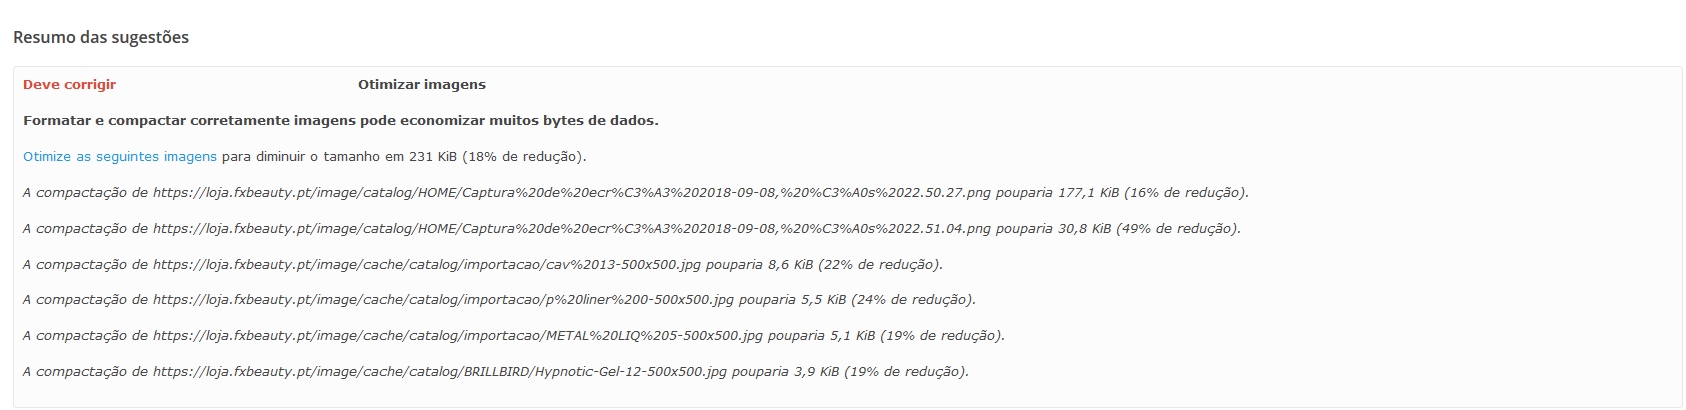 Resumo das sugestões
Deve corrigir Otimizar imagens
Formatar e compactar corretamente imagens pode economizar muitos bytes de dados.
Otimize as seguintes imagens para diminuir o tamanho em 231 KiB (18% de redução).
A compactação de https://loja.fxbeauty.pt/image/catalog/HOME/Captura%20de%20ecr%C3%A3%202018-09-08,%20%C3%A0s%2022.50.27.png pouparia 177,1 KiB (16% de redução).
A compactação de https://loja.fxbeauty.pt/image/catalog/HOME/Captura%20de%20ecr%C3%A3%202018-09-08,%20%C3%A0s%2022.51.04.png pouparia 30,8 KiB (49% de redução).
A compactação de https://loja.fxbeauty.pt/image/cache/catalog/importacao/cav%2013-500x500.jpg pouparia 8,6 KiB (22% de redução).
A compactação de https://loja.fxbeauty.pt/image/cache/catalog/importacao/p%20liner%200-500x500.jpg pouparia 5,5 KiB (24% de redução).
A compactação de https://loja.fxbeauty.pt/image/cache/catalog/importacao/METAL%20LIQ%205-500x500.jpg pouparia 5,1 KiB (19% de redução).
A compactação de https://loja.fxbeauty.pt/image/cache/catalog/BRILLBIRD/Hypnotic-Gel-12-500x500.jpg pouparia 3,9 KiB (19% de redução).